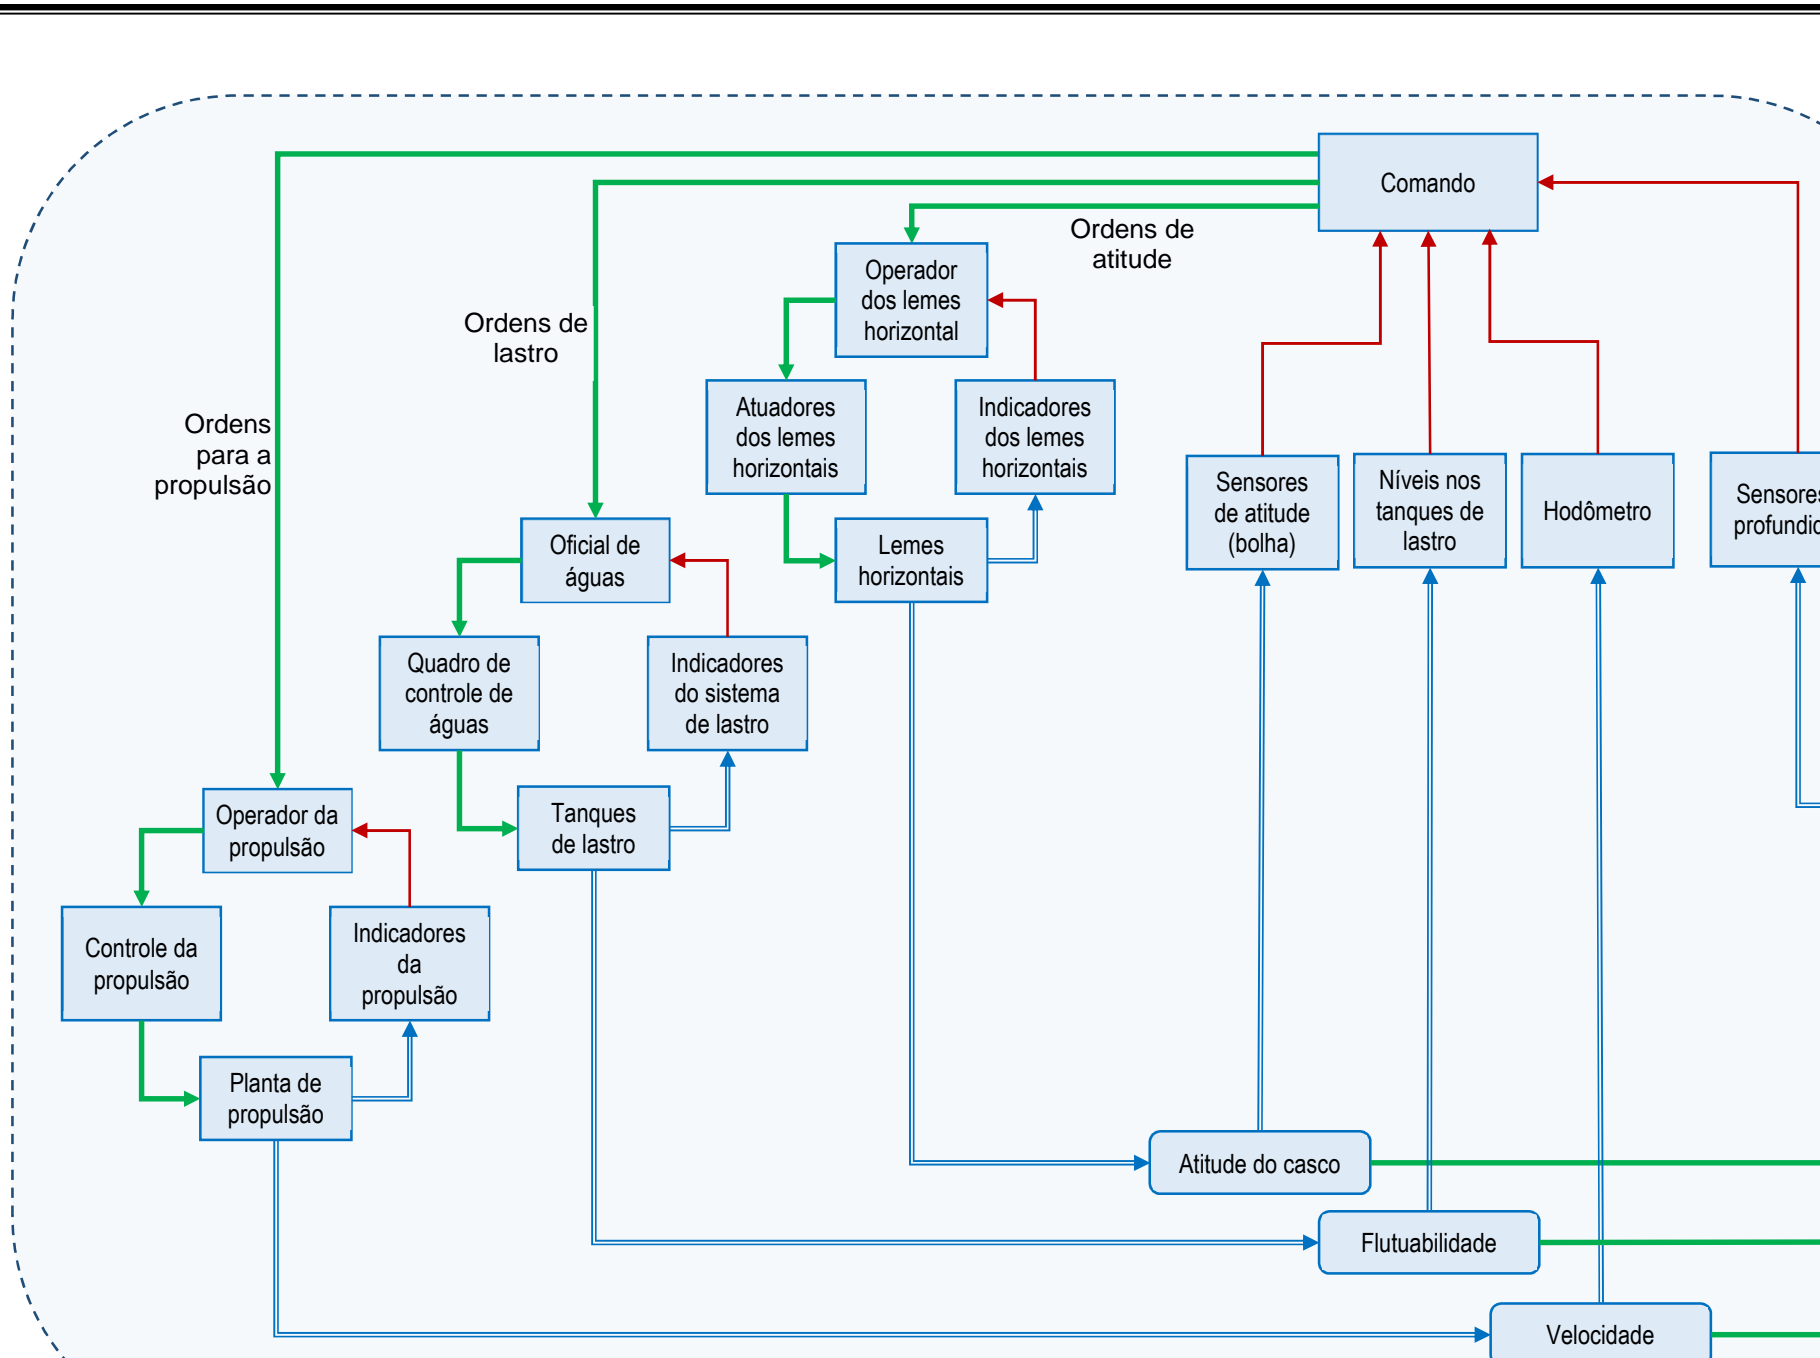 Comando
Ordens de
atitude
Operador
dos lemes
horizontal
Ordens de
lastro
Atuadores
dos lemes
horizontais
Indicadores
dos lemes
horizontais
Ordens
para a
propulsão
Sensores
de atitude
(bolha)
Níveis nos
tanques de
lastro
Hodômetro
Sensores
profundid
Oficial de
águas
Lemes
horizontais
Quadro de
controle de
águas
Indicadores
do sistema
de lastro
Tanques
de lastro
Operador da
propulsão
Controle da
propulsão
Indicadores
da
propulsão
Planta de
propulsão
Atitude do casco
Flutuabilidade
Velocidade